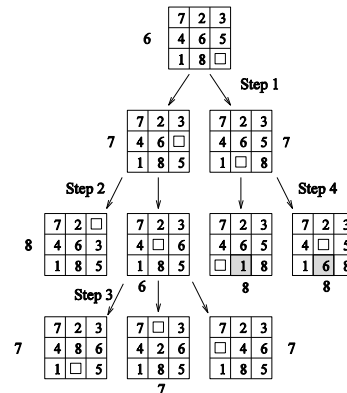 7 2 3
6 4 6 5
1 8 □
Step 1
7 2 3 7 2 3
7 4 6 □ 4 6 5 7
1 8 5 1 □ 8
Step 2 Step 4
7 2 □ 7 2 3 7 2 3 7 2 3
8 4 6 3 4 □ 6 4 6 5 4 □ 5
1 8 5 1 8 5 □ 1 8 1 6 8
6 8 8
Step 3
7 2 3 7 □ 3 7 2 3
7 4 8 6 4 2 6 □ 4 6 7
1 □ 5 1 8 5 1 8 5
7